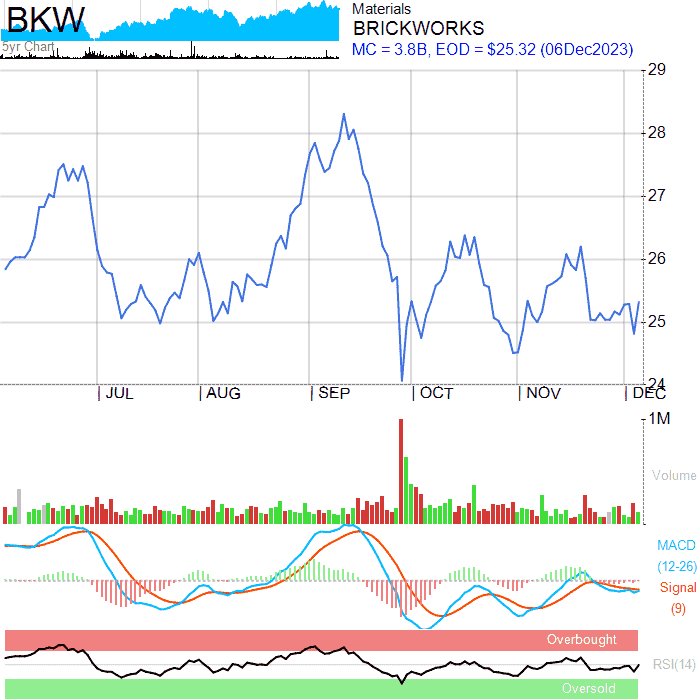 BKW
5yr Chart
Materials
BRICKWORKS
MC = 3.8B, EOD = $25.32 (06Dec2023)
29
28
27
26
25
24
JUL
AUG
SEP
OCT
NOV
DEC
1M
Volume
MACD
(12-26)
Signal
(9)
Overbought
RSI(14)
Oversold